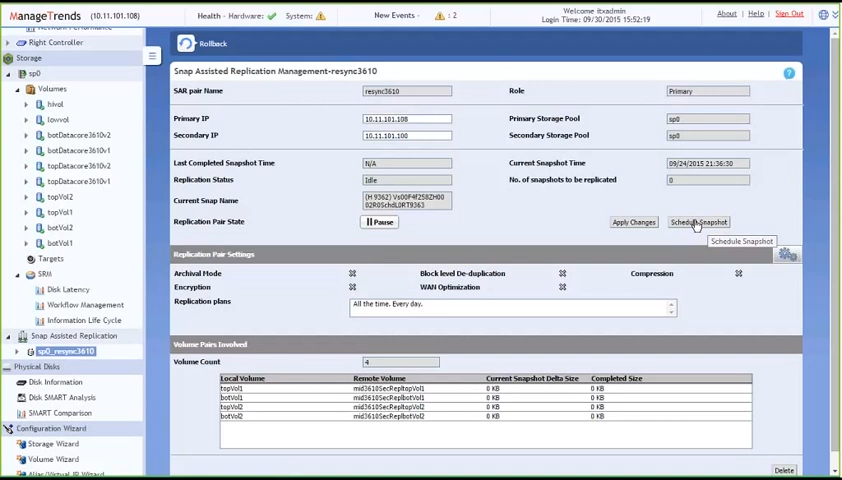 ManageTrends (10.11.101.108) Health - Hardware: System: New Events - : 2 Welcome itxadmin About | Help | Sign Out
Login Time: 09/30/2015 15:52:19
Right Controller
Storage
sp0
Volumes
hivol
lowvol
botDatacore3610v2
topDatacore3610v1
botDatacore3610v1
topDatacore3610v2
topDatacore3610v1
topVol2
topVol1
botVol2
botVol1
Targets
SRM
Disk Latency
Workflow Management
Information Life Cycle
Snap Assisted Replication
sp0_resync3610
Physical Disks
Disk Information
Disk SMART Analysis
SMART Comparison
Configuration Wizard
Storage Wizard
Volume Wizard
Alias/Virtual IP Wizard
Rollback
Snap Assisted Replication Management-resync3610
SAR pair Name resync3610 Role Primary
Primary IP 10.11.101.108 Primary Storage Pool sp0
Secondary IP 10.11.101.100 Secondary Storage Pool sp0
Last Completed Snapshot Time N/A Current Snapshot Time 09/24/2015 21:36:30
Replication Status Idle No. of snapshots to be replicated 0
Current Snap Name (H 9362) Vs00F4f2S8ZH00
02R0SchdL0RT9363
Replication Pair State Pause Apply Changes Schedule Snapshot
Schedule Snapshot
Replication Pair Settings
Archival Mode Block level De-duplication Compression
Encryption WAN Optimization
Replication plans All the time. Every day.
Volume Pairs Involved
Volume Count 4
Local Volume Remote Volume Current Snapshot Delta Size Completed Size
topVol1 mid3610SecRepltopVol1 0 KB 0 KB
botVol1 mid3610SecReplbotVol1 0 KB 0 KB
topVol2 mid3610SecRepltopVol2 0 KB 0 KB
botVol2 mid3610SecReplbotVol2 0 KB 0 KB
Delete